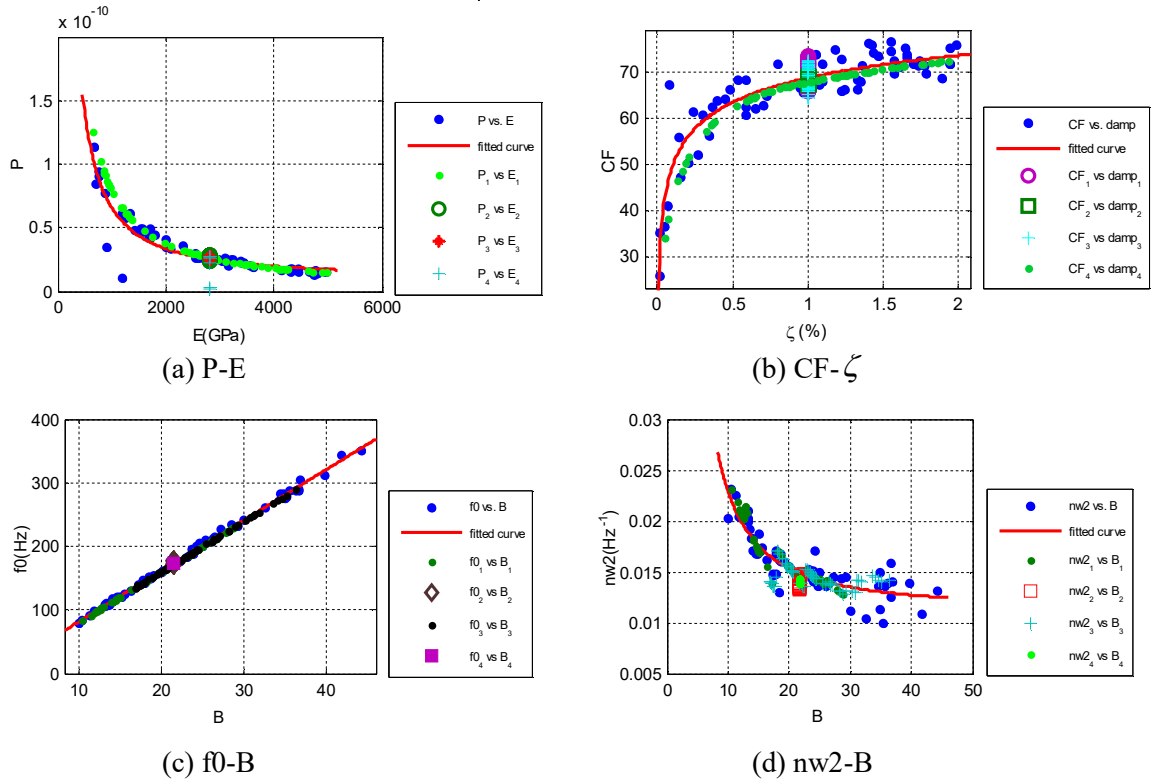 x 10⁻¹⁰
P
1.5
1
0.5
0
0 2000 4000 6000
E(GPa)
P vs. E
fitted curve
P₁ vs E₁
P₂ vs E₂
P₃ vs E₃
P₄ vs E₄
(a) P-E
CF
70
60
50
40
30
0 0.5 1 1.5 2
ζ (%)
CF vs. damp
fitted curve
CF₁ vs damp₁
CF₂ vs damp₂
CF₃ vs damp₃
CF₄ vs damp₄
(b) CF-ζ
f0(Hz)
400
300
200
100
0
10 20 30 40
B
f0 vs. B
fitted curve
f0₁ vs B₁
f0₂ vs B₂
f0₃ vs B₃
f0₄ vs B₄
(c) f0-B
nw2(Hz⁻¹)
0.03
0.025
0.02
0.015
0.01
0.005
0 10 20 30 40 50
B
nw2 vs. B
fitted curve
nw2₁ vs B₁
nw2₂ vs B₂
nw2₃ vs B₃
nw2₄ vs B₄
(d) nw2-B